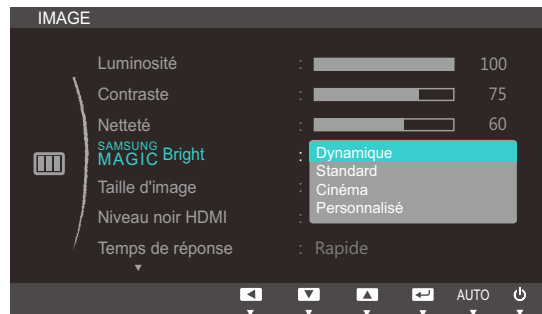 IMAGE
Luminosité : 100
Contraste : 75
Netteté : 60
SAMSUNG MAGIC Bright : Dynamique
Standard
Cinéma
Personnalisé
Taille d'image :
Niveau noir HDMI :
Temps de réponse : Rapide
AUTO